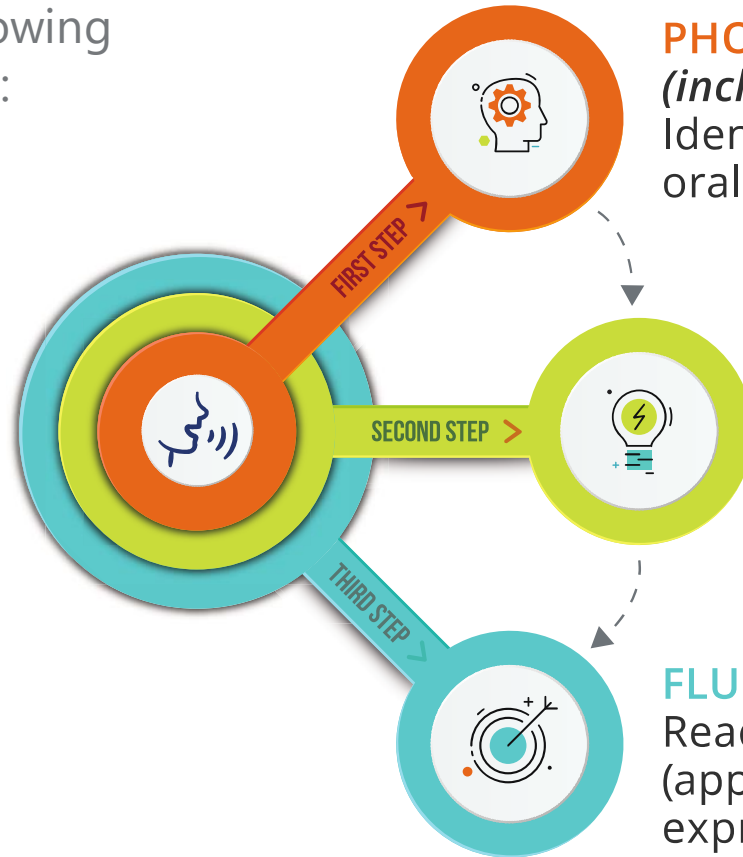 owing
:
PHO
(incl
Iden
oral
FIRST STEP >
SECOND STEP >
THIRD STEP >
FLU
Read
(app
expr